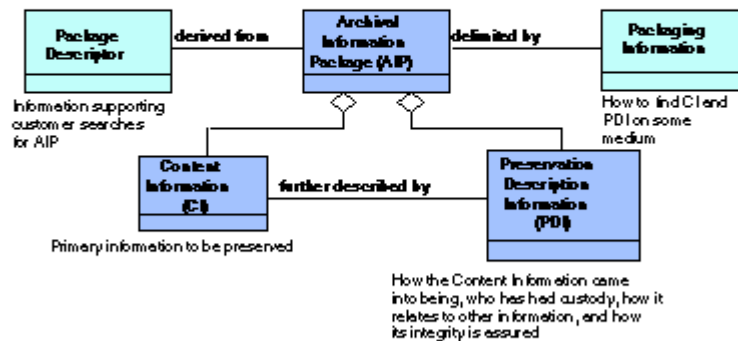 Package
Descriptor
derived from
Archival
Information
Package (AIP)
delimited by
Packaging
Information
Information supporting
customer searches
for AIP
How to find CI and
PDI on some
medium
Content
Information
(CI)
further described by
Preservation
Description
Information
(PDI)
Primary information to be preserved
How the Content Information came
into being, who has had custody, how it
relates to other information, and how
its integrity is assured